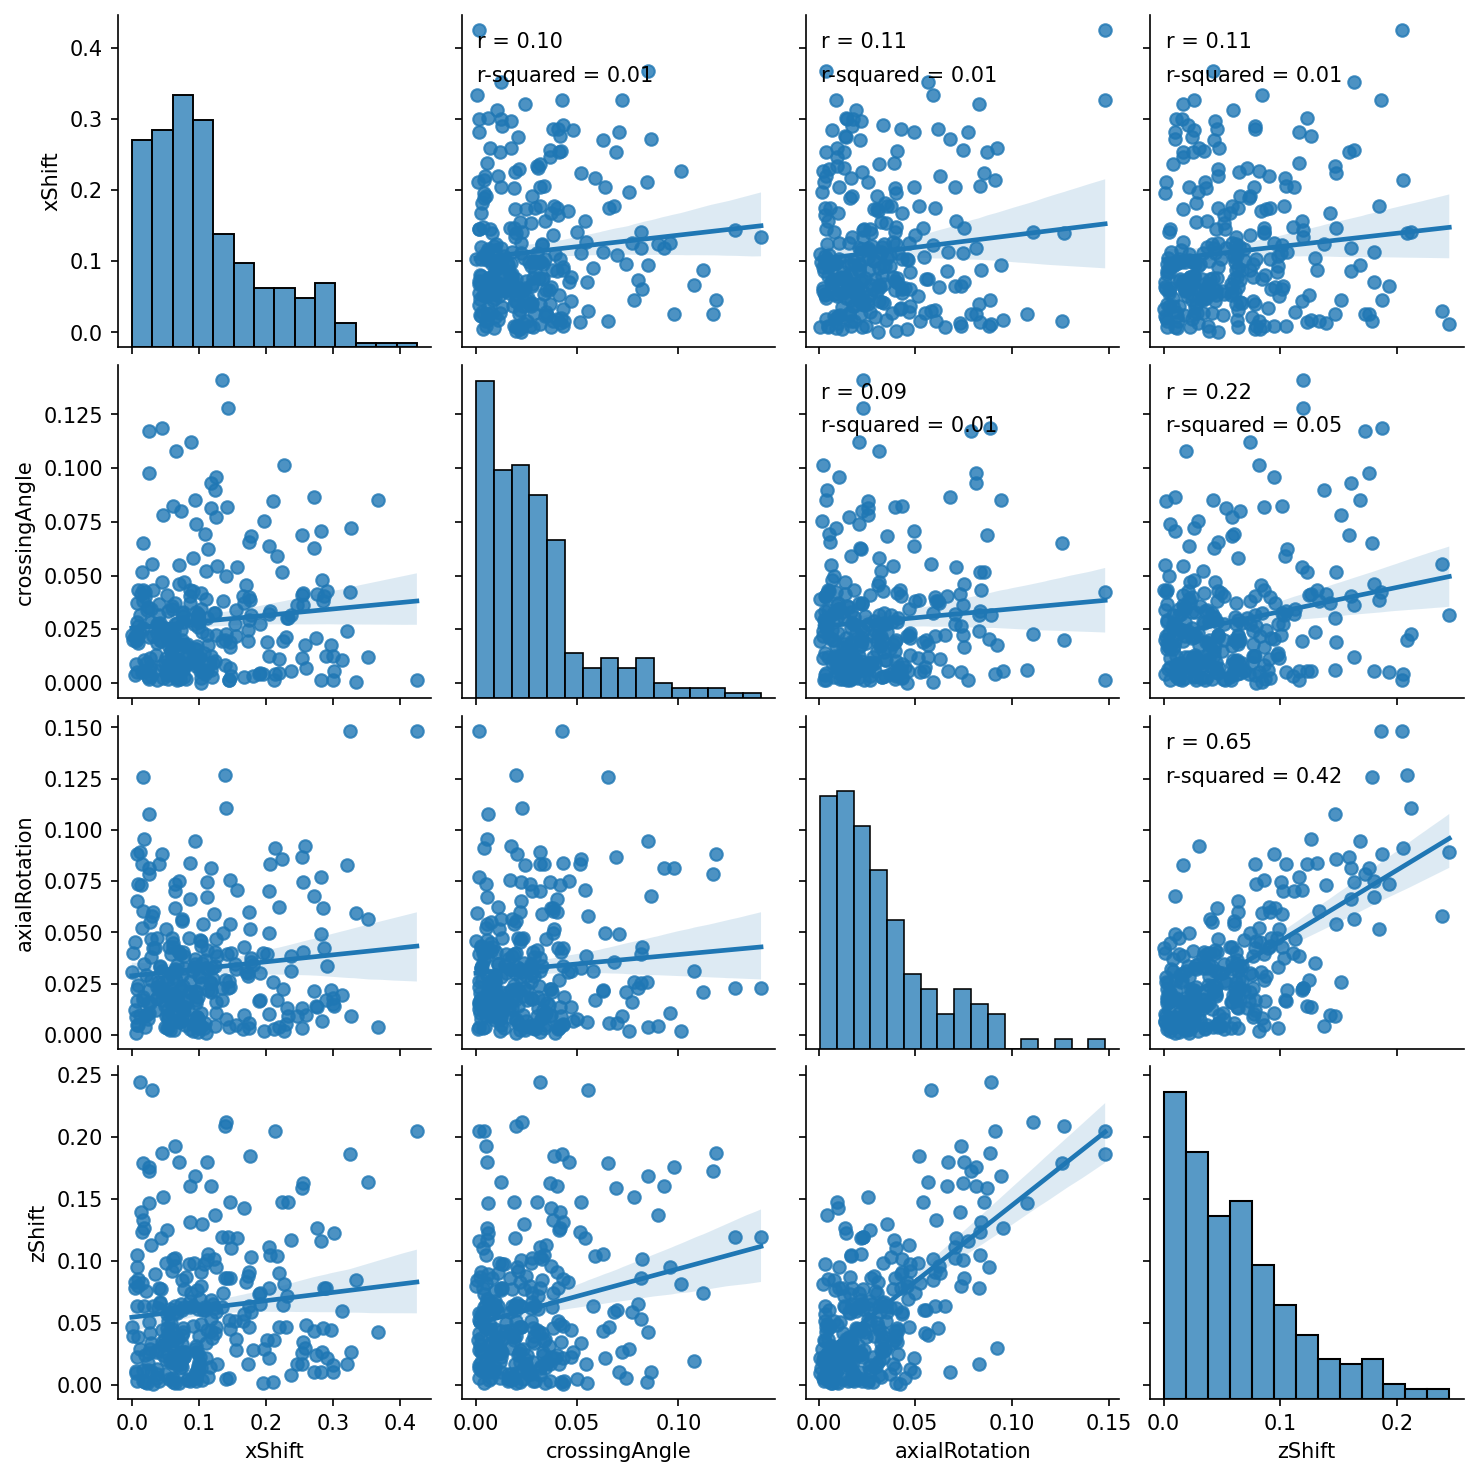 r = 0.10
r = 0.11
r = 0.11
r-squared = 0.01
r-squared = 0.01
r-squared = 0.01
0.4
0.3
0.2
0.1
0.0
xShift
r = 0.09
r = 0.22
r-squared = 0.01
r-squared = 0.05
0.125
0.100
0.075
0.050
0.025
0.000
crossingAngle
r = 0.65
r-squared = 0.42
0.150
0.125
0.100
0.075
0.050
0.025
0.000
axialRotation
0.25
0.20
0.15
0.10
0.05
0.00
zShift
0.0 0.1 0.2 0.3 0.4
0.00 0.05 0.10
0.00 0.05 0.10 0.15
0.0 0.1 0.2
xShift
crossingAngle
axialRotation
zShift